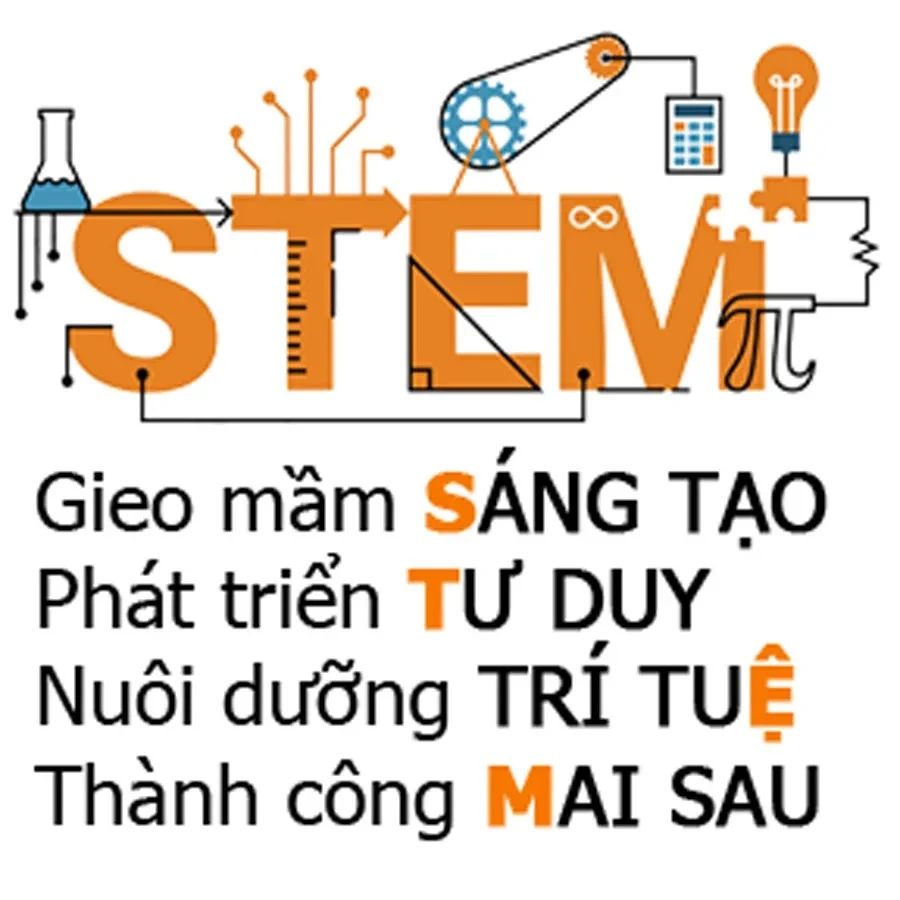 STEM
Gieo mầm SÁNG TẠO
Phát triển TƯ DUY
Nuôi dưỡng TRÍ TUỆ
Thành công MAI SAU